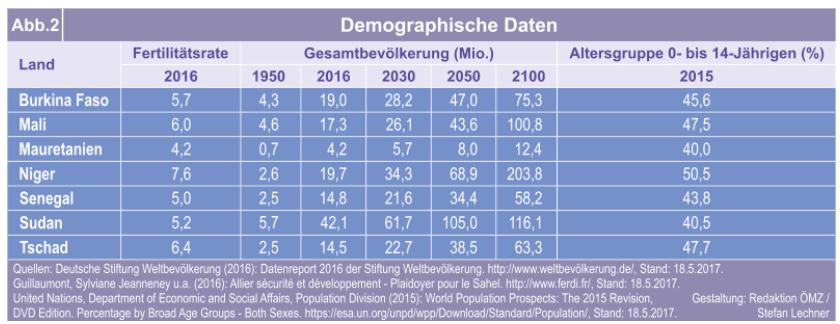 Abb.2 Demographische Daten
Land Fertilitätsrate Gesamtbevölkerung (Mio.) Altersgruppe 0- bis 14-Jährigen (%)
2016 1950 2016 2030 2050 2100 2015
Burkina Faso 5,7 4,3 19,0 28,2 47,0 75,3 45,6
Mali 6,0 4,6 17,3 26,1 43,6 100,8 47,5
Mauretanien 4,2 0,7 4,2 5,7 8,0 12,4 40,0
Niger 7,6 2,6 19,7 34,3 68,9 203,8 50,5
Senegal 5,0 2,5 14,8 21,6 34,4 58,2 43,8
Sudan 5,2 5,7 42,1 61,7 105,0 116,1 40,5
Tschad 6,4 2,5 14,5 22,7 38,5 63,3 47,7
Quellen: Deutsche Stiftung Weltbevölkerung (2016): Datenreport 2016 der Stiftung Weltbevölkerung. http://www.weltbevölkerung.de/, Stand: 18.5.2017.
Guillaumont, Sylviane Jeanneney u.a. (2016): Allier sécurité et développement - Plaidoyer pour le Sahel. http://www.ferdi.fr/, Stand: 18.5.2017.
United Nations, Department of Economic and Social Affairs, Population Division (2015): World Population Prospects: The 2015 Revision, Gestaltung: Redaktion ÖMZ /
DVD Edition. Percentage by Broad Age Groups - Both Sexes. https://esa.un.org/unpd/wpp/Download/Standard/Population/, Stand: 18.5.2017. Stefan Lechner